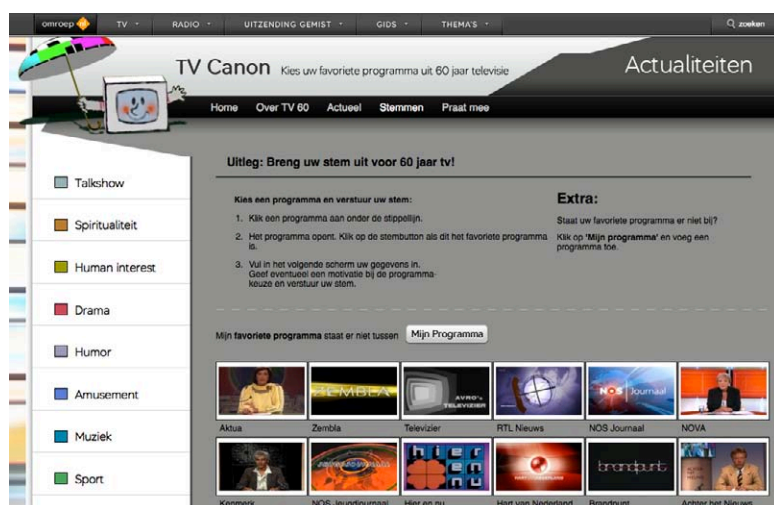 omroep nl
TV
RADIO
UITZENDING GEMIST
GIDS
THEMA'S
zoeken
TV Canon Kies uw favoriete programma uit 60 jaar televisie
Actualiteiten
Home Over TV 60 Actueel Stemmen Praat mee
Talkshow
Spiritualiteit
Human interest
Drama
Humor
Amusement
Muziek
Sport
Uitleg: Breng uw stem uit voor 60 jaar tv!
Kies een programma en verstuur uw stem:
1. Klik een programma aan onder de stippellijn.
2. Het programma opent. Klik op de stembutton als dit het favoriete programma
is.
3. Vul in het volgende scherm uw gegevens in.
Geef eventueel een motivatie bij de programma-
keuze en verstuur uw stem.
Extra:
Staat uw favoriete programma er niet bij?
Klik op 'Mijn programma' en voeg een
programma toe.
Mijn favoriete programma staat er niet tussen Mijn Programma
ZEMBLA
AVRO's
TELEVIZIER
NOS Journaal
Aktua Zembla Televizier RTL Nieuws NOS Journaal NOVA
hier
en
nu
brandpunt
Kenmerk NOS Jeugdjournaal Hier en nu Hart van Nederland Brandpunt Achter het Nieuws